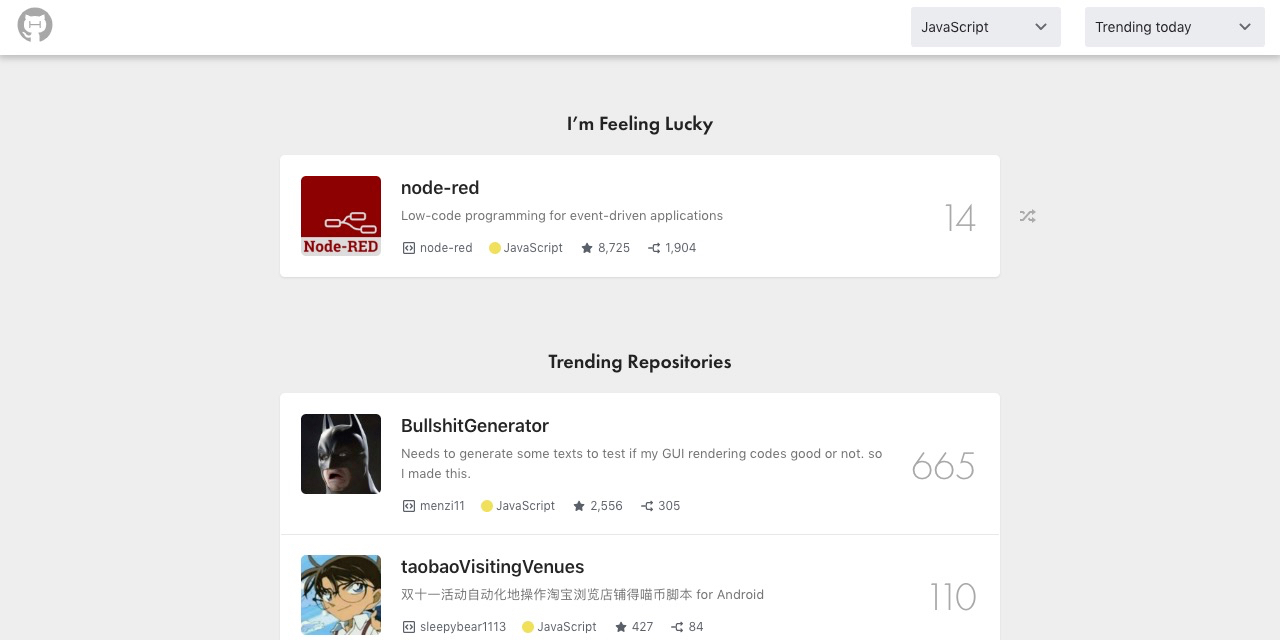 JavaScript
Trending today
I’m Feeling Lucky
Node-RED
node-red
Low-code programming for event-driven applications
node-red JavaScript 8,725 1,904
14
Trending Repositories
BullshitGenerator
Needs to generate some texts to test if my GUI rendering codes good or not. so
I made this.
menzi11 JavaScript 2,556 305
665
taobaoVisitingVenues
双十一活动自动化地操作淘宝浏览店铺得喵币脚本 for Android
sleepybear1113 JavaScript 427 84
110